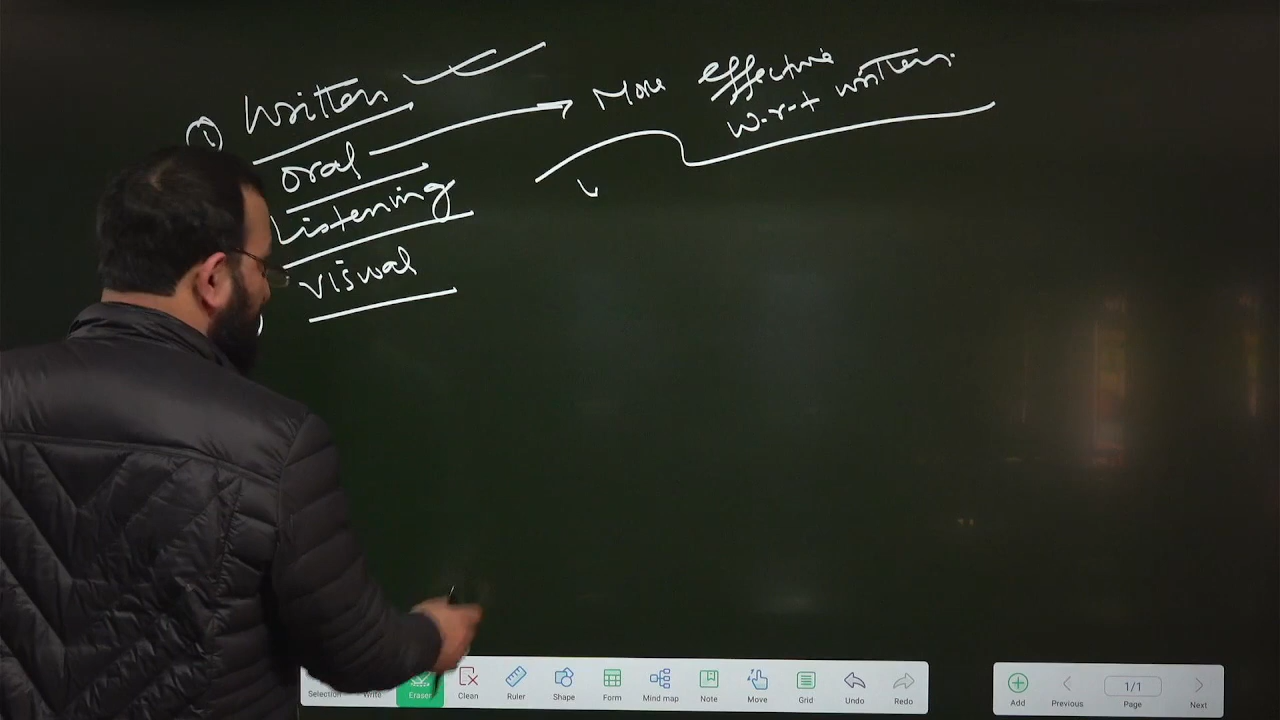 ① Written
oral → More effective
w.r.t written.
Listening
visual
Selection Write Eraser Clean Ruler Shape Form Mind map Note Move Grid Undo Redo
Add Previous 1/1 Page Next